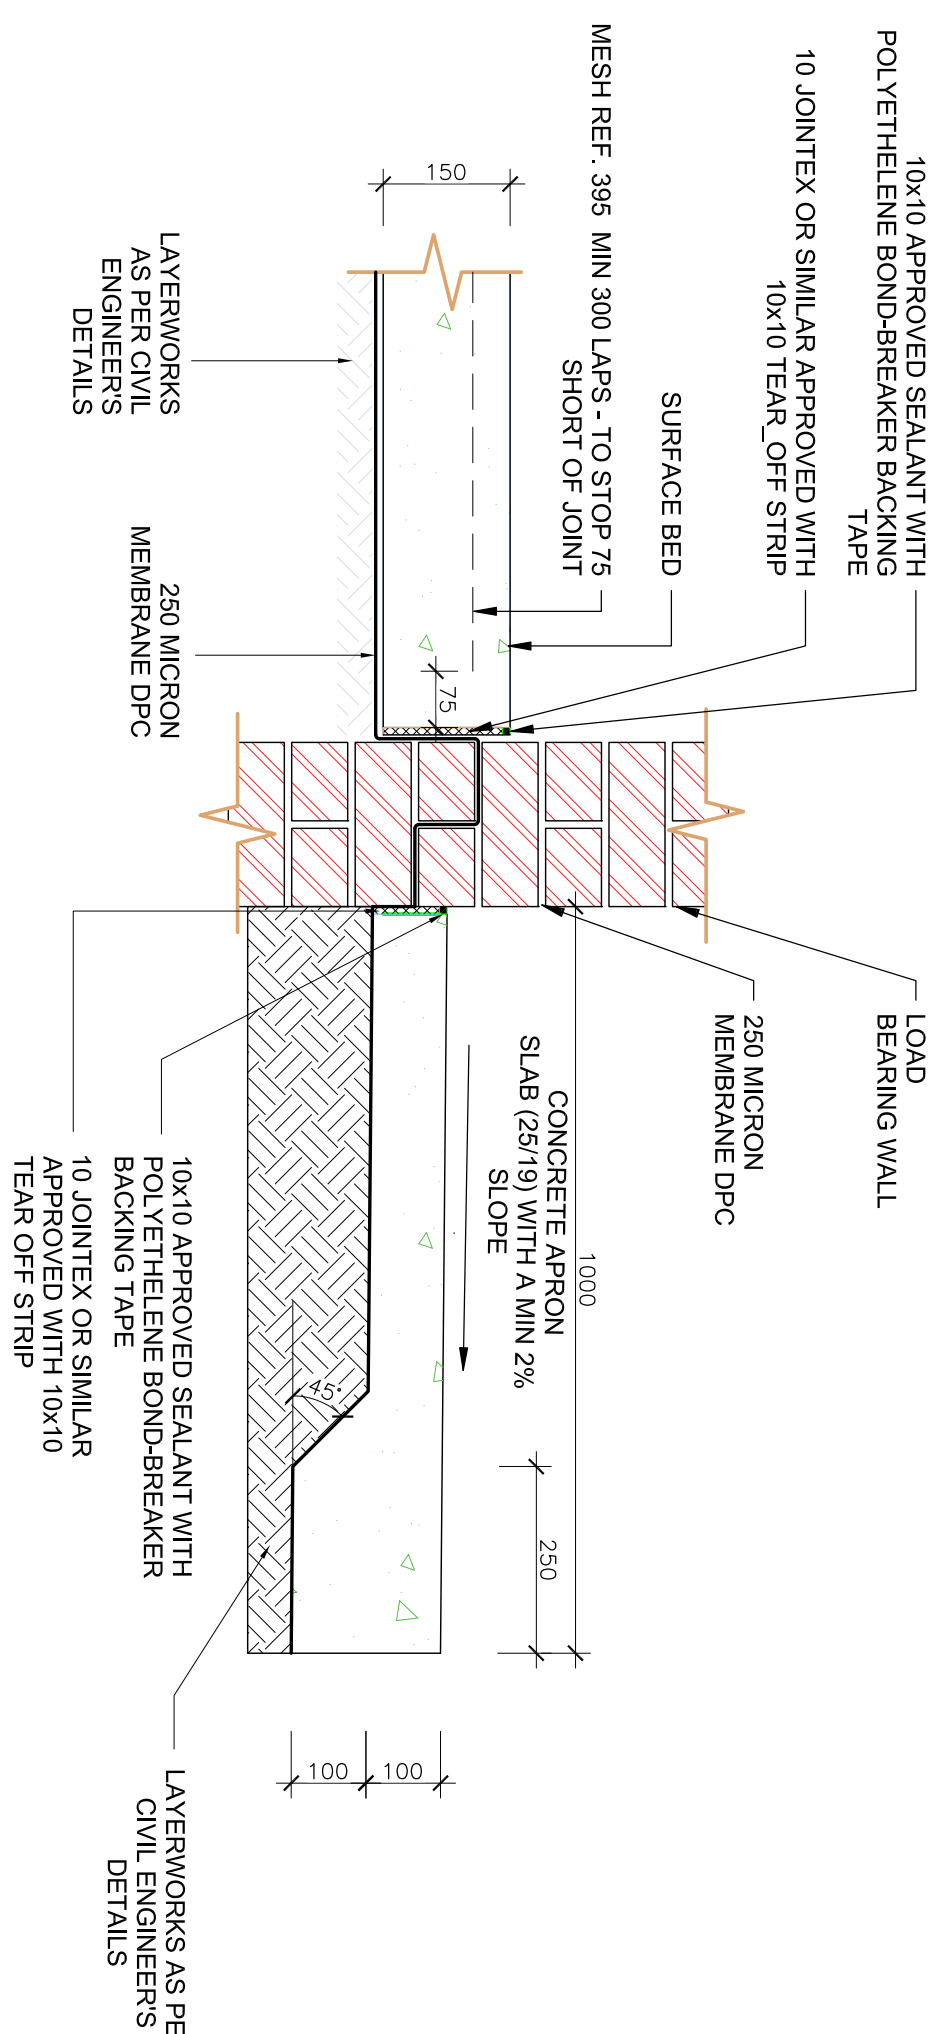 10x10 APPROVED SEALANT WITH
POLYETHELENE BOND-BREAKER BACKING
TAPE
10 JOINTEX OR SIMILAR APPROVED WITH
10x10 TEAR_OFF STRIP
SURFACE BED
MESH REF. 395 MIN 300 LAPS - TO STOP 75
SHORT OF JOINT
150
75
LAYERWORKS
AS PER CIVIL
ENGINEER'S
DETAILS
250 MICRON
MEMBRANE DPC
LOAD
BEARING WALL
250 MICRON
MEMBRANE DPC
1000
CONCRETE APRON
SLAB (25/19) WITH A MIN 2%
SLOPE
250
45°
100
100
10x10 APPROVED SEALANT WITH
POLYETHELENE BOND-BREAKER
BACKING TAPE
10 JOINTEX OR SIMILAR
APPROVED WITH 10x10
TEAR OFF STRIP
LAYERWORKS AS PE
CIVIL ENGINEER'S
DETAILS